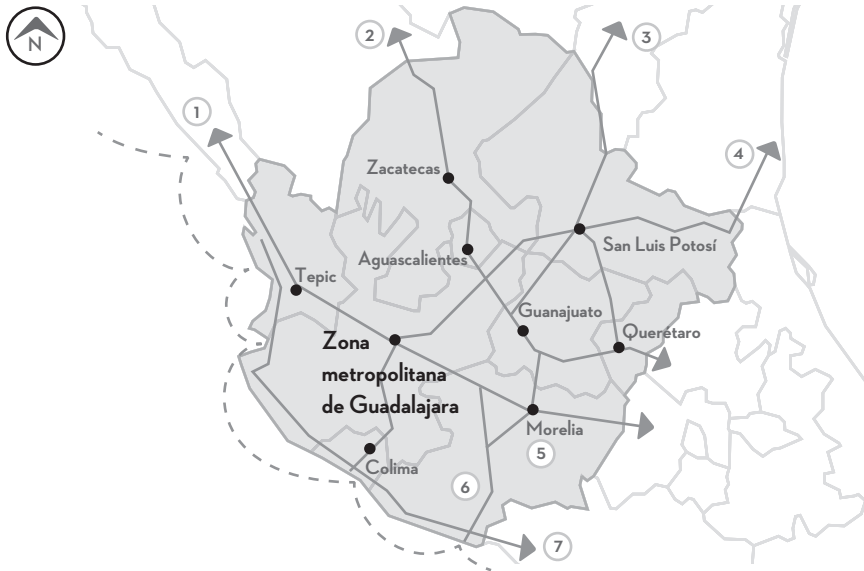 N
2
3
1
4
Zacatecas
San Luis Potosí
Aguascalientes
Tepic
Guanajuato
Querétaro
Zona
metropolitana
de Guadalajara
Morelia
5
Colima
6
7